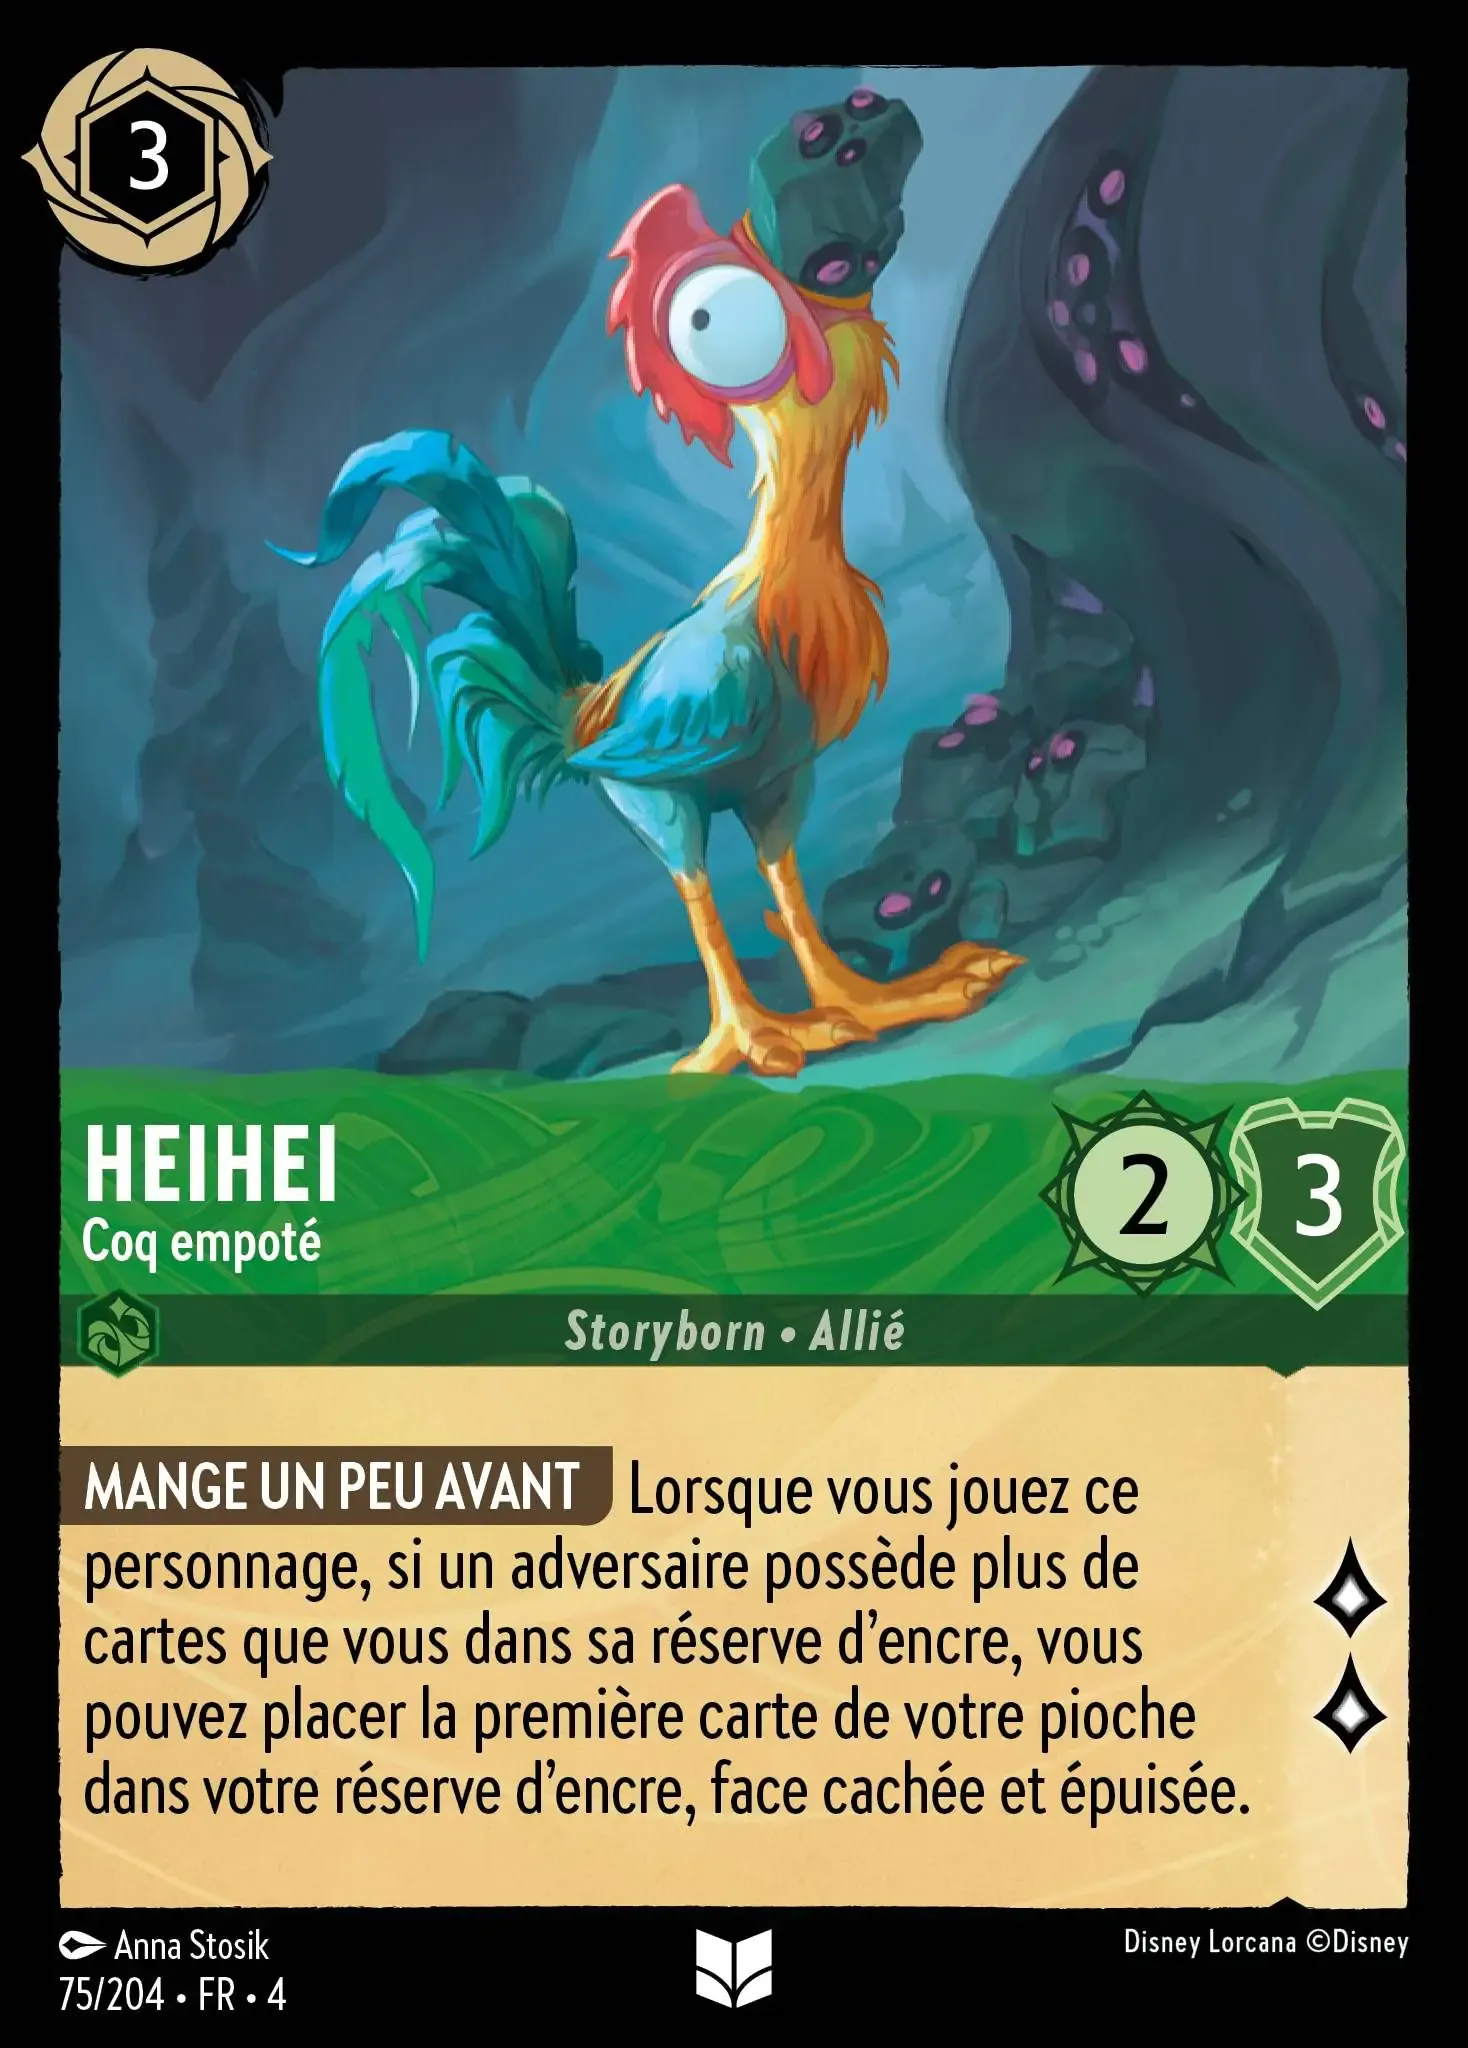 3
HEIHEI
Coq empoté
2
3
Storyborn • Allié
MANGE UN PEU AVANT Lorsque vous jouez ce
personnage, si un adversaire possède plus de
cartes que vous dans sa réserve d’encre, vous
pouvez placer la première carte de votre pioche
dans votre réserve d’encre, face cachée et épuisée.
Anna Stosik
75/204 • FR • 4
Disney Lorcana ©Disney